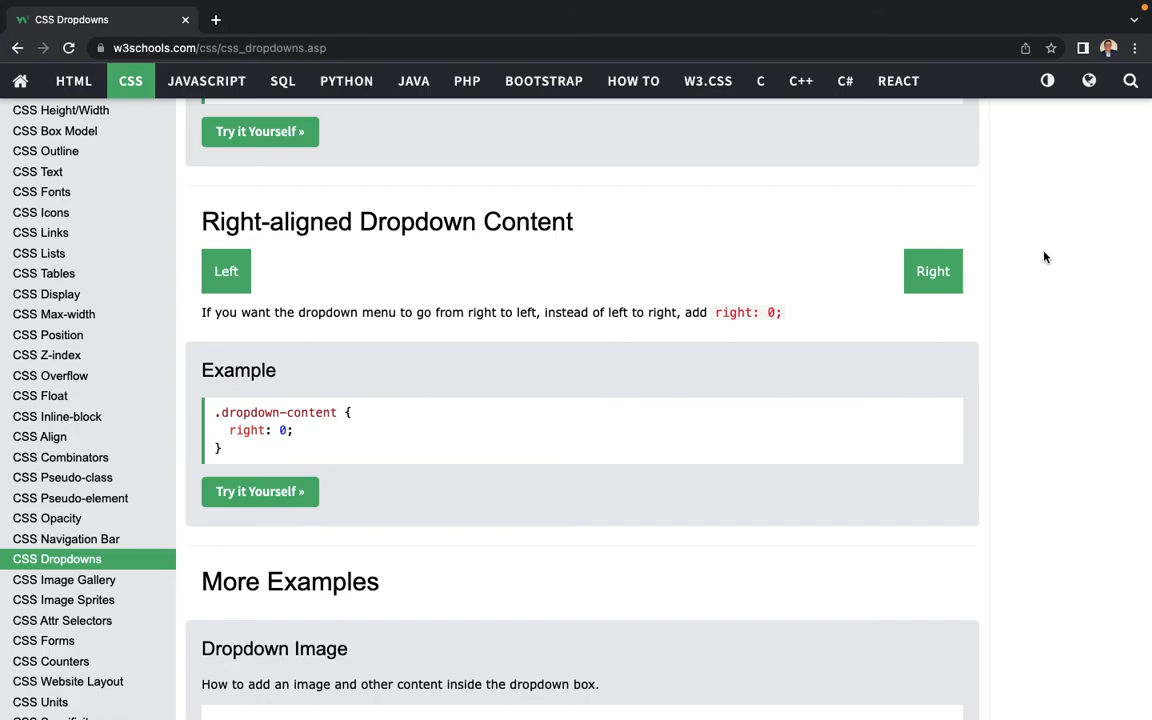 CSS Dropdowns
w3schools.com/css/css_dropdowns.asp
HTML CSS JAVASCRIPT SQL PYTHON JAVA PHP BOOTSTRAP HOW TO W3.CSS C C++ C# REACT
CSS Height/Width
CSS Box Model
CSS Outline
CSS Text
CSS Fonts
CSS Icons
CSS Links
CSS Lists
CSS Tables
CSS Display
CSS Max-width
CSS Position
CSS Z-index
CSS Overflow
CSS Float
CSS Inline-block
CSS Align
CSS Combinators
CSS Pseudo-class
CSS Pseudo-element
CSS Opacity
CSS Navigation Bar
CSS Dropdowns
CSS Image Gallery
CSS Image Sprites
CSS Attr Selectors
CSS Forms
CSS Counters
CSS Website Layout
CSS Units
Try it Yourself »
Right-aligned Dropdown Content
Left
Right
If you want the dropdown menu to go from right to left, instead of left to right, add right: 0;
Example
.dropdown-content {
right: 0;
}
Try it Yourself »
More Examples
Dropdown Image
How to add an image and other content inside the dropdown box.